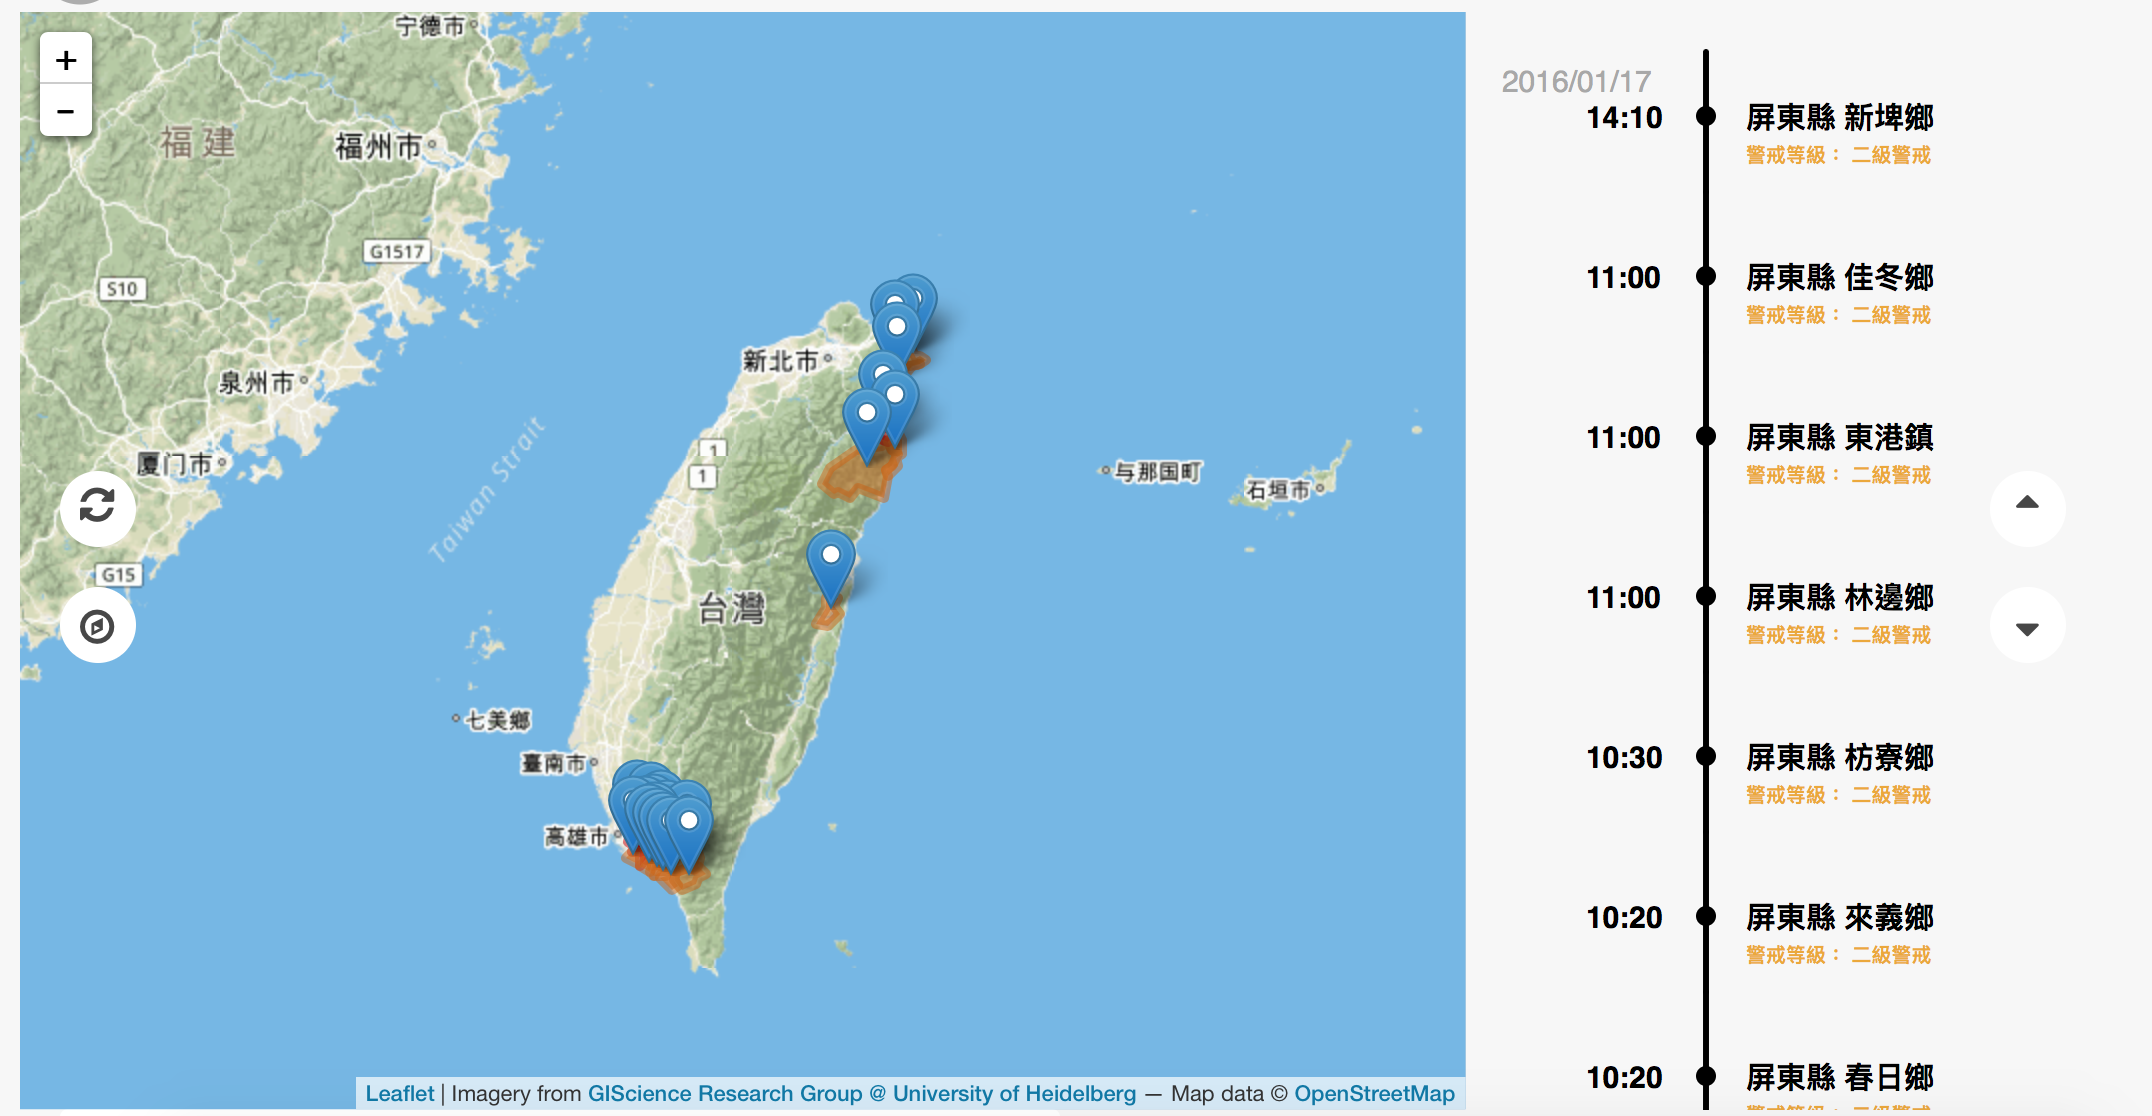 +
−
宁德市
福建
福州市
G1517
S10
新北市
泉州市
1
1
厦门市
Taiwan Strait
与那国町
石垣市
G15
台灣
七美鄉
臺南市
高雄市
Leaflet | Imagery from GIScience Research Group @ University of Heidelberg — Map data © OpenStreetMap
2016/01/17
14:10 屏東縣 新埤鄉
警戒等級： 二級警戒
11:00 屏東縣 佳冬鄉
警戒等級： 二級警戒
11:00 屏東縣 東港鎮
警戒等級： 二級警戒
11:00 屏東縣 林邊鄉
警戒等級： 二級警戒
10:30 屏東縣 枋寮鄉
警戒等級： 二級警戒
10:20 屏東縣 來義鄉
警戒等級： 二級警戒
10:20 屏東縣 春日鄉